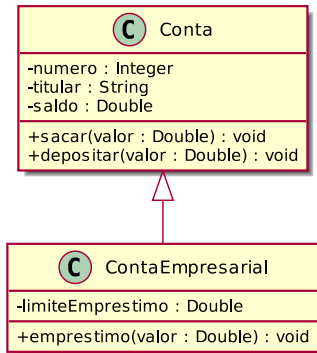 C Conta
-numero : Integer
-titular : String
-saldo : Double
+sacar(valor : Double) : void
+depositar(valor : Double) : void
C ContaEmpresarial
-limiteEmprestimo : Double
+emprestimo(valor : Double) : void